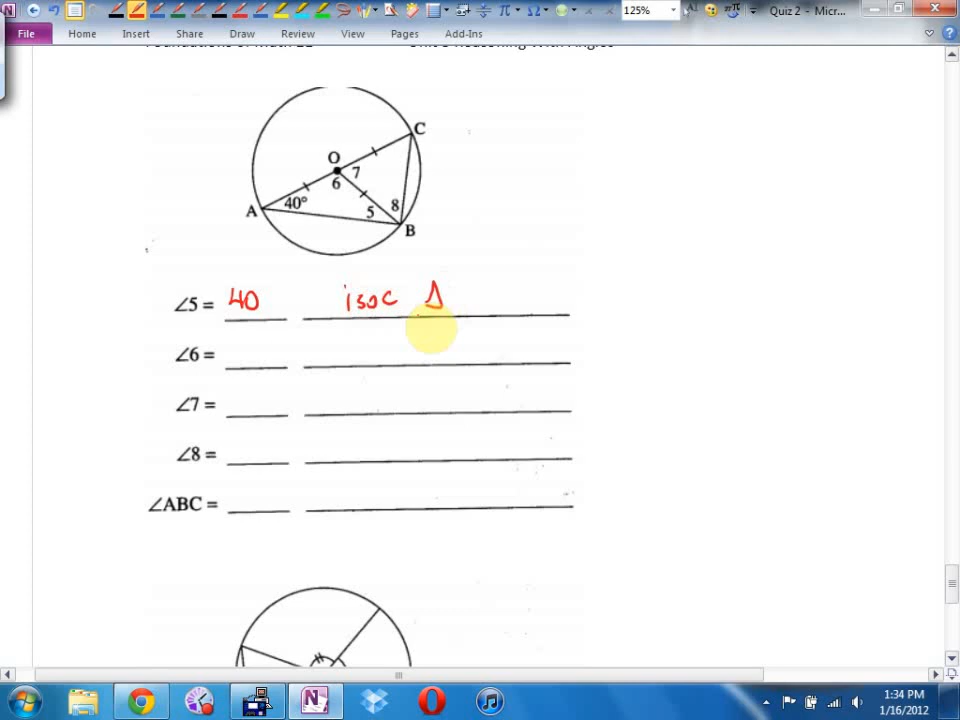 125% Quiz 2 - Micr...
File Home Insert Share Draw Review View Pages Add-Ins
C
O
7
6
A 40° 5 8
B
∠5 = 40 isoc Δ
∠6 =
∠7 =
∠8 =
∠ABC =
1:34 PM
1/16/2012